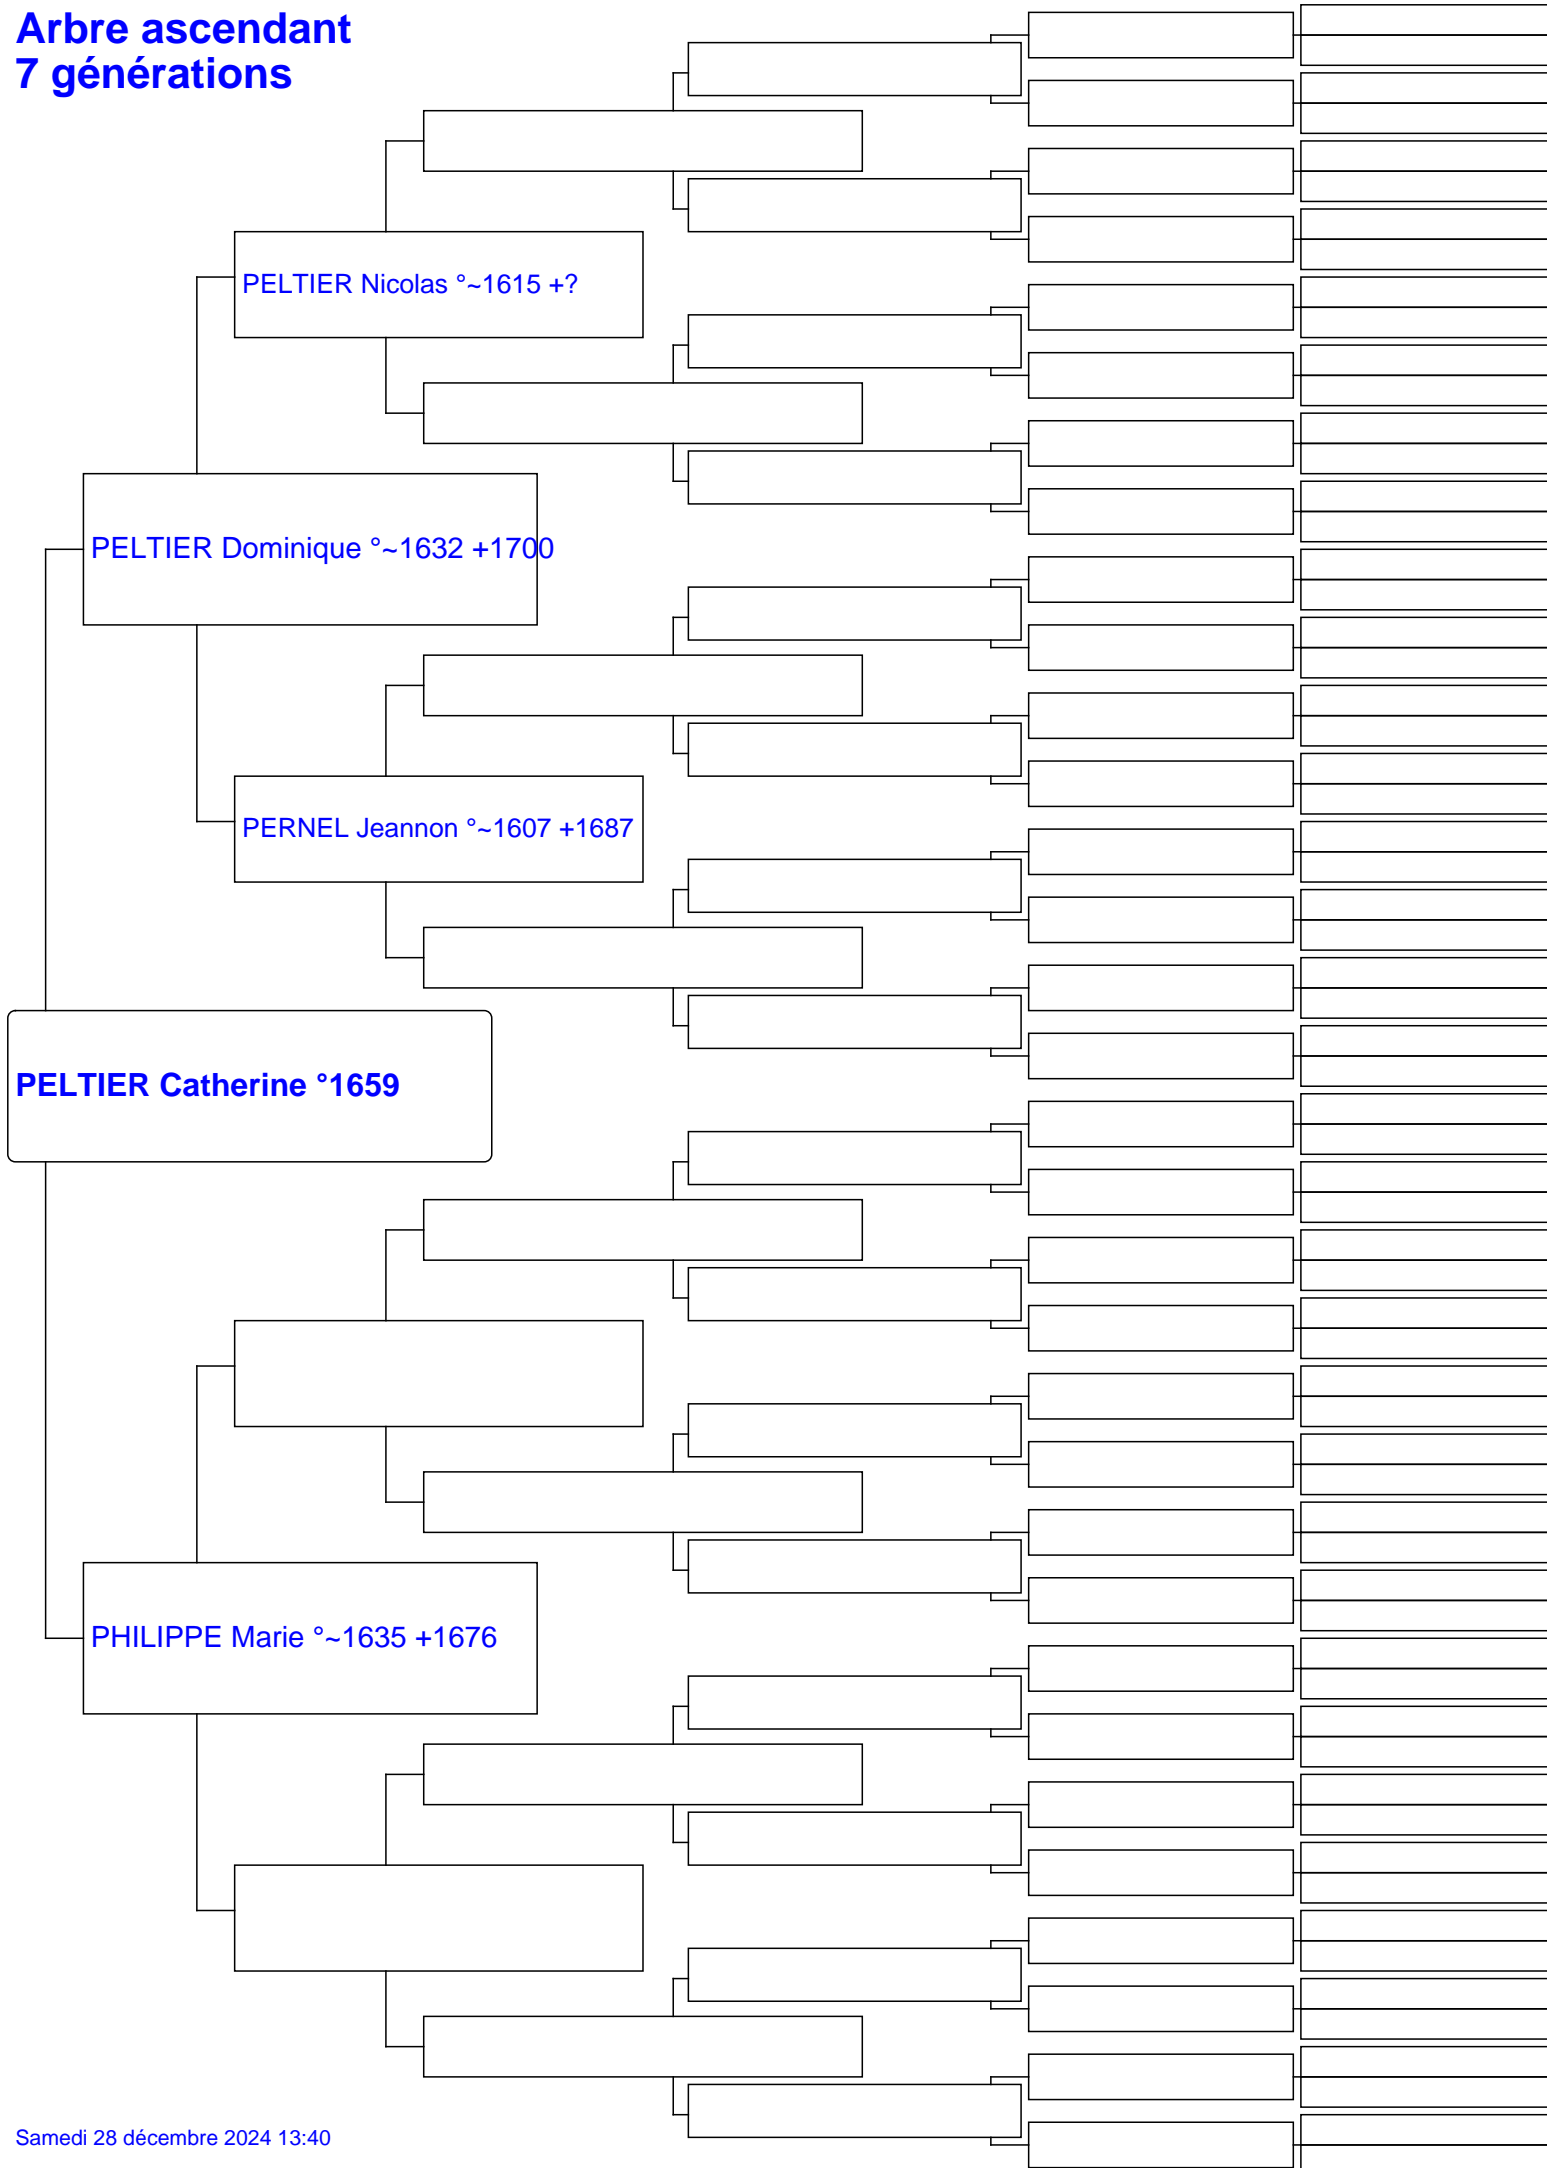 Arbre ascendant
7 générations
PELTIER Nicolas °~1615 +?
PELTIER Dominique °~1632 +1700
PERNEL Jeannon °~1607 +1687
PELTIER Catherine °1659
PHILIPPE Marie °~1635 +1676
Samedi 28 décembre 2024 13:40